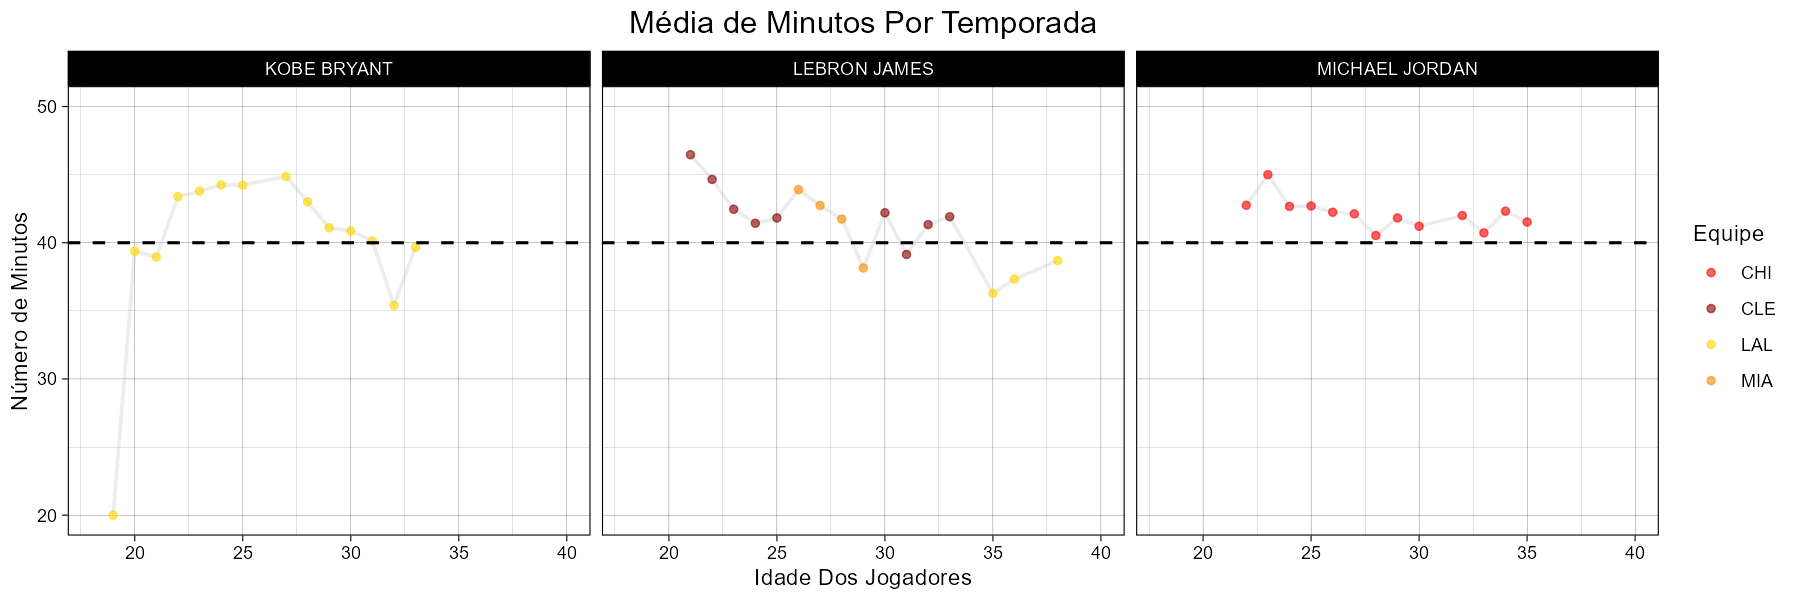 Média de Minutos Por Temporada
KOBE BRYANT
LEBRON JAMES
MICHAEL JORDAN
Número de Minutos
50
40
30
20
20 25 30 35 40
20 25 30 35 40
20 25 30 35 40
Idade Dos Jogadores
Equipe
CHI
CLE
LAL
MIA